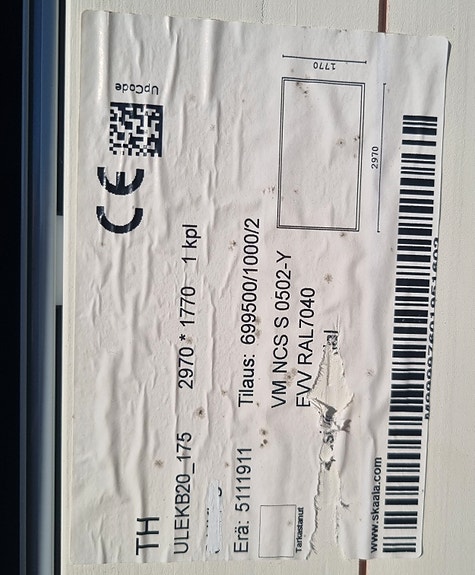 TH
CE
UpCode
ULEKB20_175 2970 * 1770 1 kpl
Erä: 5111911 Tilaus: 699500/1000/2
VM NCS S 0502-Y
EVV RAL7040
1770
2970
Tarkastanut
www.skaala.com